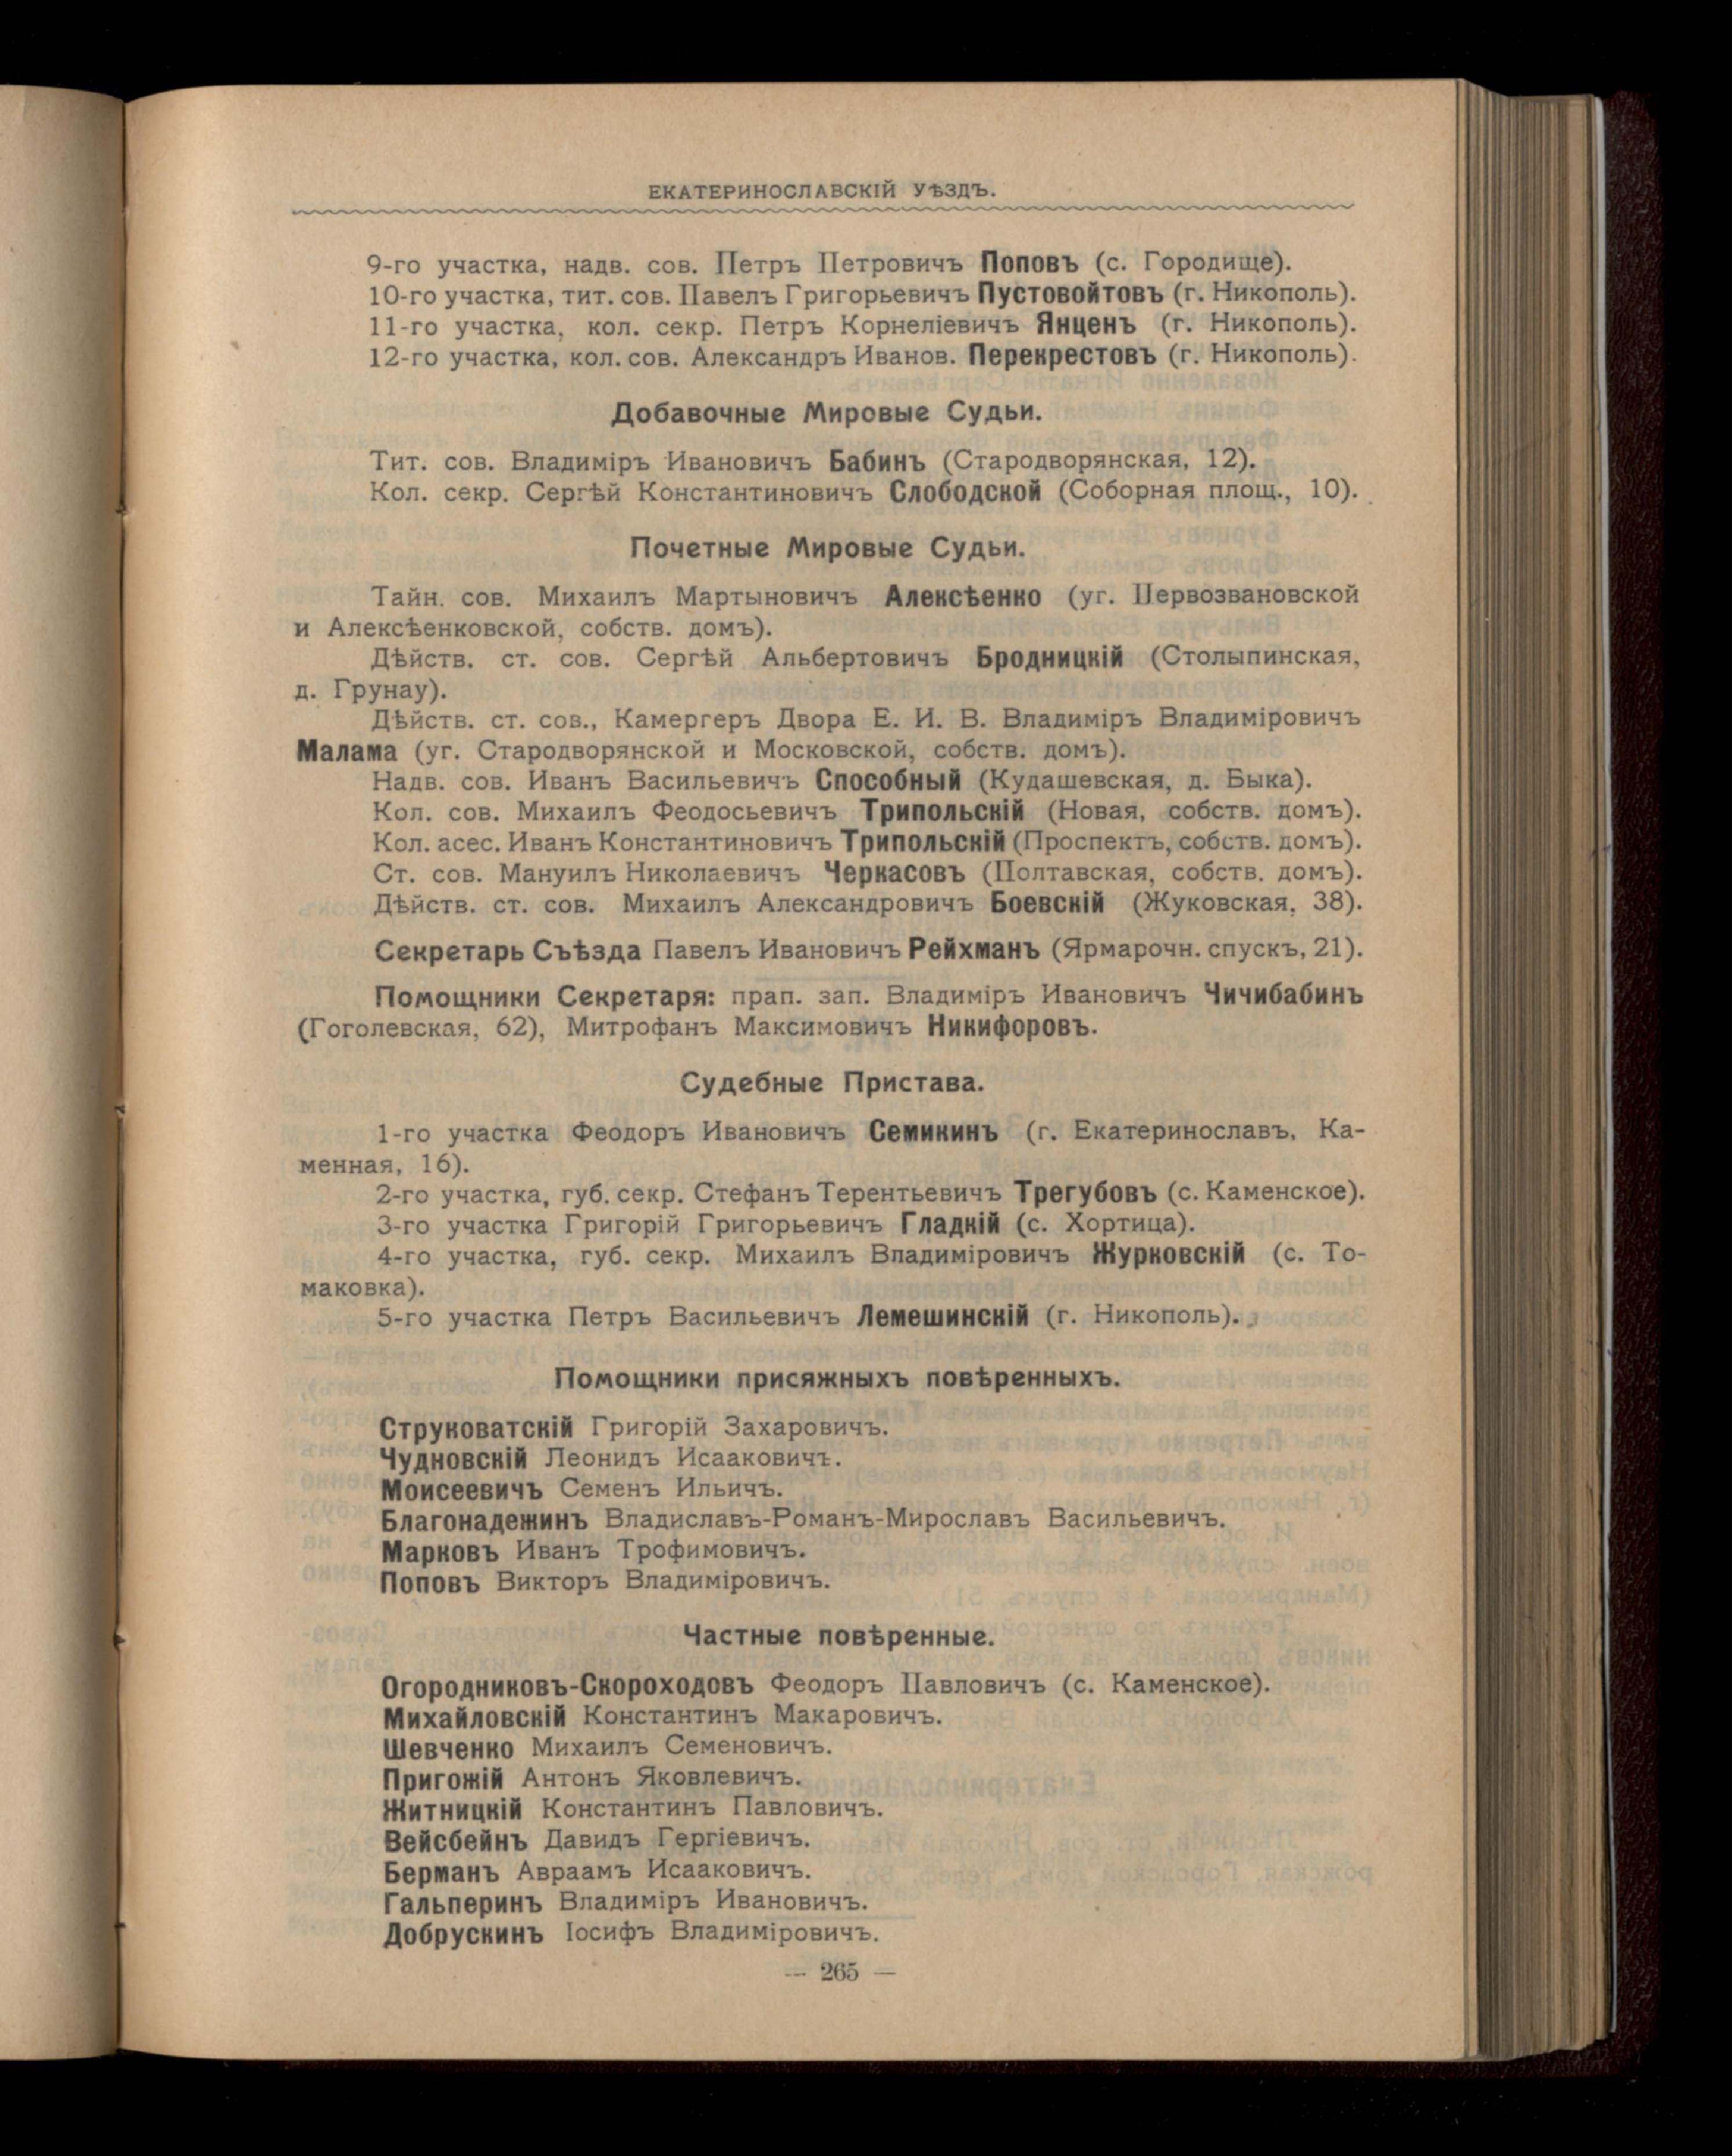 ЕКАТЕРИНОСЛАВСКІЙ УѢЗДЪ.
9-го участка, надв. сов. Петръ Петровичъ Поповъ (с. Городище).
10-го участка, тит. сов. Павелъ Григорьевичъ Пустовойтовъ (г. Никополь).
11-го участка, кол. секр. Петръ Корнеліевичъ Янценъ (г. Никополь).
12-го участка, кол. сов. Александръ Иванов. Перекрестовъ (г. Никополь).
Добавочные Мировые Судьи.
Тит. сов. Владиміръ Ивановичъ Бабинъ (Стародворянская, 12).
Кол. секр. Сергѣй Константиновичъ Слободской (Соборная площ., 10).
Почетные Мировые Судьи.
Тайн. сов. Михаилъ Мартыновичъ Алексѣенко (уг. Первозвановской
и Алексѣенковской, собств. домъ).
Дѣйств. ст. сов. Сергѣй Альбертовичъ Бродницкій (Столыпинская,
д. Грунау).
Дѣйств. ст. сов., Камергеръ Двора Е. И. В. Владиміръ Владиміровичъ
Малама (уг. Стародворянской и Московской, собств. домъ).
Надв. сов. Иванъ Васильевичъ Способный (Кудашевская, д. Быка).
Кол. сов. Михаилъ Феодосьевичъ Трипольскій (Новая, собств. домъ).
Кол. асес. Иванъ Константиновичъ Трипольскій (Проспектъ, собств. домъ).
Ст. сов. Мануилъ Николаевичъ Черкасовъ (Полтавская, собств. домъ).
Дѣйств. ст. сов. Михаилъ Александровичъ Боевскій (Жуковская, 38).
Секретарь Съѣзда Павелъ Ивановичъ Рейхманъ (Ярмарочн. спускъ, 21).
Помощники Секретаря: прап. зап. Владиміръ Ивановичъ Чичибабинъ
(Гоголевская, 62), Митрофанъ Максимовичъ Никифоровъ.
Судебные Пристава.
1-го участка Феодоръ Ивановичъ Семикинъ (г. Екатеринославъ, Ка-
менная, 16).
2-го участка, губ. секр. Стефанъ Терентьевичъ Трегубовъ (с. Каменское).
3-го участка Григорій Григорьевичъ Гладкій (с. Хортица).
4-го участка, губ. секр. Михаилъ Владиміровичъ Журковскій (с. То-
маковка).
5-го участка Петръ Васильевичъ Лемешинскій (г. Никополь).
Помощники присяжныхъ повѣренныхъ.
Струковатскій Григорій Захаровичъ.
Чудновскій Леонидъ Исааковичъ.
Моисеевичъ Семенъ Ильичъ.
Благонадежинъ Владиславъ-Романъ-Мирославъ Васильевичъ.
Марковъ Иванъ Трофимовичъ.
Поповъ Викторъ Владиміровичъ.
Частные повѣренные.
Огородниковъ-Скороходовъ Феодоръ Павловичъ (с. Каменское).
Михайловскій Константинъ Макаровичъ.
Шевченко Михаилъ Семеновичъ.
Пригожій Антонъ Яковлевичъ.
Житницкій Константинъ Павловичъ.
Вейсбейнъ Давидъ Гергіевичъ.
Берманъ Авраамъ Исааковичъ.
Гальперинъ Владиміръ Ивановичъ.
Добрускинъ Іосифъ Владиміровичъ.
— 265 —